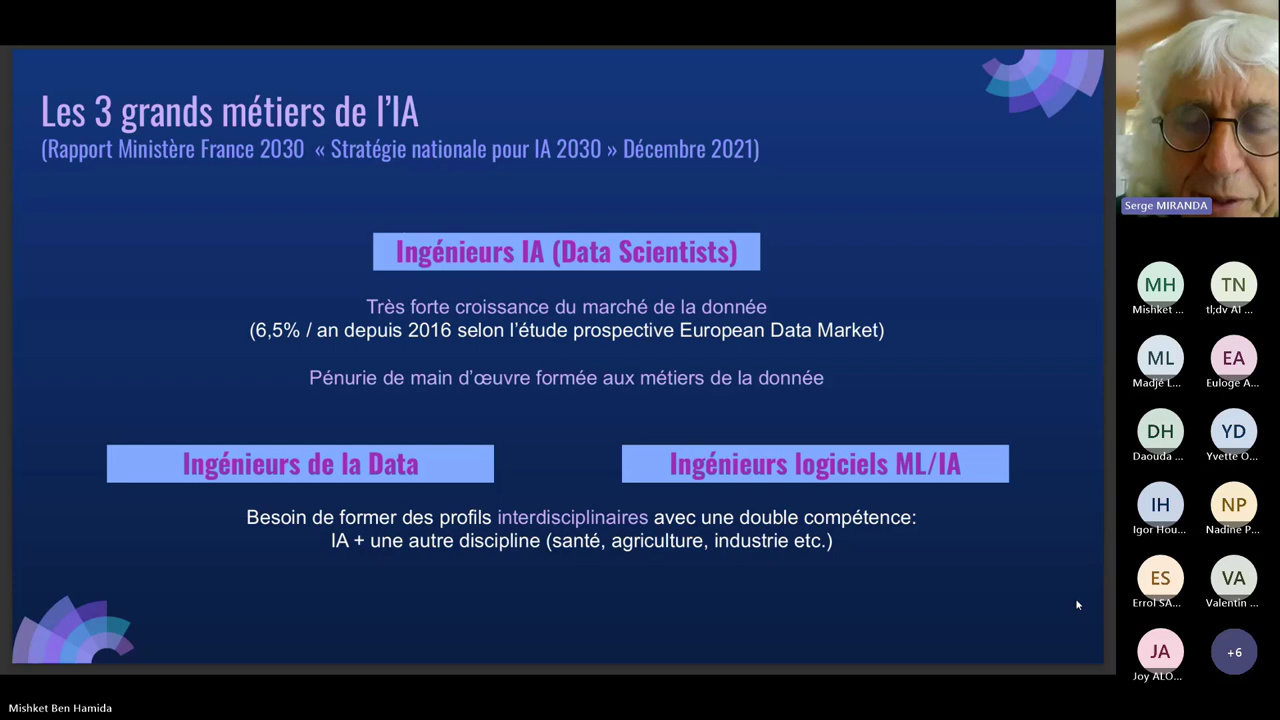 Les 3 grands métiers de l'IA
(Rapport Ministère France 2030 « Stratégie nationale pour IA 2030 » Décembre 2021)
Ingénieurs IA (Data Scientists)
Très forte croissance du marché de la donnée
(6,5% / an depuis 2016 selon l'étude prospective European Data Market)
Pénurie de main d'œuvre formée aux métiers de la donnée
Ingénieurs de la Data
Ingénieurs logiciels ML/IA
Besoin de former des profils interdisciplinaires avec une double compétence:
IA + une autre discipline (santé, agriculture, industrie etc.)
Serge MIRANDA
MH
TN
Mishket ...
tl;dv AI ...
ML
EA
Madjé L...
Euloge A...
DH
YD
Daouda ...
Yvette O...
IH
NP
Igor Hou...
Nadine P...
ES
VA
Errol SA...
Valentin ...
JA
+6
Joy ALO...
Mishket Ben Hamida